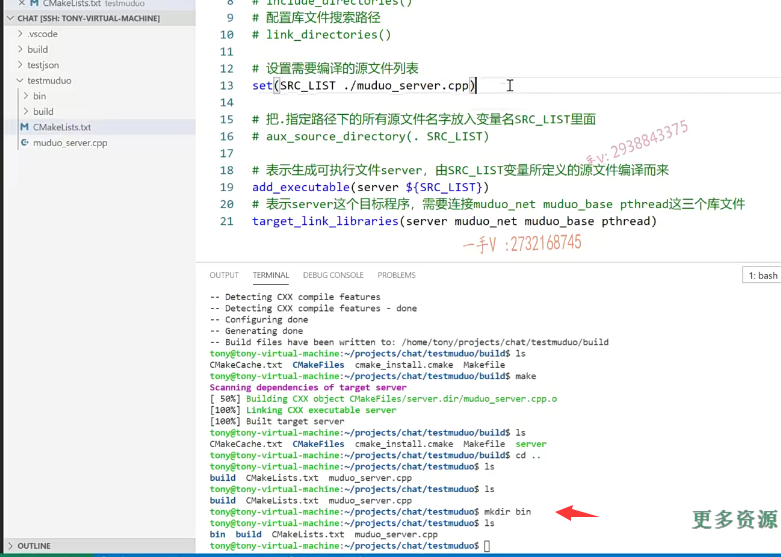 CMakeLists.txt testmuduo
CHAT [SSH: TONY-VIRTUAL-MACHINE]
.vscode
build
testjson
testmuduo
bin
build
CMakeLists.txt
muduo_server.cpp
OUTLINE
8 # include_directories()
9 # 配置库文件搜索路径
10 # link_directories()
11
12 # 设置需要编译的源文件列表
13 set(SRC_LIST ./muduo_server.cpp)
14
15 # 把.指定路径下的所有源文件名字放入变量名SRC_LIST里面
16 # aux_source_directory(. SRC_LIST)
17
18 # 表示生成可执行文件server，由SRC_LIST变量所定义的源文件编译而来
19 add_executable(server ${SRC_LIST})
20 # 表示server这个目标程序，需要连接muduo_net muduo_base pthread这三个库文件
21 target_link_libraries(server muduo_net muduo_base pthread)
手v: 2938843375
一手V :2732168745
OUTPUT TERMINAL DEBUG CONSOLE PROBLEMS 1: bash
-- Detecting CXX compile features
-- Detecting CXX compile features - done
-- Configuring done
-- Generating done
-- Build files have been written to: /home/tony/projects/chat/testmuduo/build
tony@tony-virtual-machine:~/projects/chat/testmuduo/build$ ls
CMakeCache.txt CMakeFiles cmake_install.cmake Makefile
tony@tony-virtual-machine:~/projects/chat/testmuduo/build$ make
Scanning dependencies of target server
[ 50%] Building CXX object CMakeFiles/server.dir/muduo_server.cpp.o
[100%] Linking CXX executable server
[100%] Built target server
tony@tony-virtual-machine:~/projects/chat/testmuduo/build$ ls
CMakeCache.txt CMakeFiles cmake_install.cmake Makefile server
tony@tony-virtual-machine:~/projects/chat/testmuduo/build$ cd ..
tony@tony-virtual-machine:~/projects/chat/testmuduo$ ls
build CMakeLists.txt muduo_server.cpp
tony@tony-virtual-machine:~/projects/chat/testmuduo$ ls
build CMakeLists.txt muduo_server.cpp
tony@tony-virtual-machine:~/projects/chat/testmuduo$ mkdir bin
tony@tony-virtual-machine:~/projects/chat/testmuduo$ ls
bin build CMakeLists.txt muduo_server.cpp
tony@tony-virtual-machine:~/projects/chat/testmuduo$
更多资源